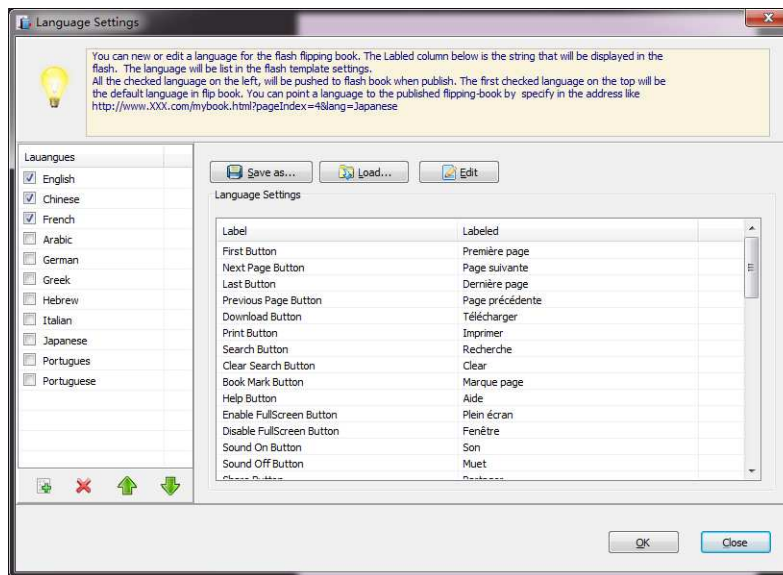 Language Settings
You can new or edit a language for the flash flipping book. The Labled column below is the string that will be displayed in the
flash. The language will be list in the flash template settings.
All the checked language on the left, will be pushed to flash book when publish. The first checked language on the top will be
the default language in flip book. You can point a language to the published flipping-book by specify in the address like
http://www.XXX.com/mybook.html?pageIndex=4&lang=Japanese
Lauangues
English
Chinese
French
Arabic
German
Greek
Hebrew
Italian
Japanese
Portugues
Portuguese
Save as... Load... Edit
Language Settings
Label Labeled
First Button Première page
Next Page Button Page suivante
Last Button Dernière page
Previous Page Button Page précédente
Download Button Télécharger
Print Button Imprimer
Search Button Recherche
Clear Search Button Clear
Book Mark Button Marque page
Help Button Aide
Enable FullScreen Button Plein écran
Disable FullScreen Button Fenêtre
Sound On Button Son
Sound Off Button Muet
Share Button Partager
OK Close